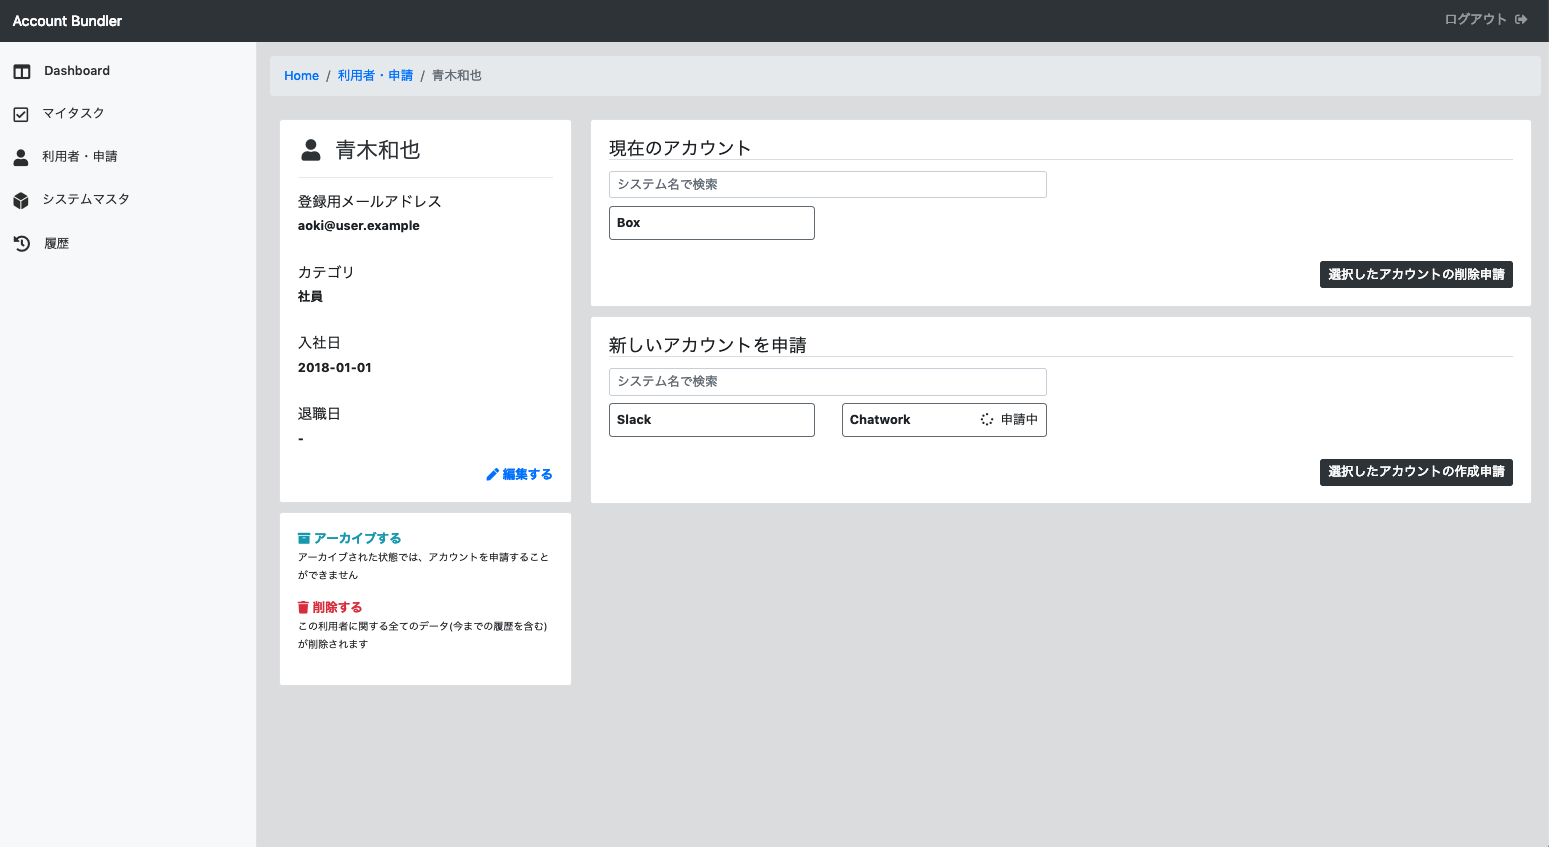 Account Bundler
ログアウト
Dashboard
マイタスク
利用者・申請
システムマスタ
履歴
Home / 利用者・申請 / 青木和也
青木和也
登録用メールアドレス
aoki@user.example
カテゴリ
社員
入社日
2018-01-01
退職日
-
編集する
アーカイブする
アーカイブされた状態では、アカウントを申請すること
ができません
削除する
この利用者に関する全てのデータ(今までの履歴を含む)
が削除されます
現在のアカウント
システム名で検索
Box
選択したアカウントの削除申請
新しいアカウントを申請
システム名で検索
Slack
Chatwork 申請中
選択したアカウントの作成申請